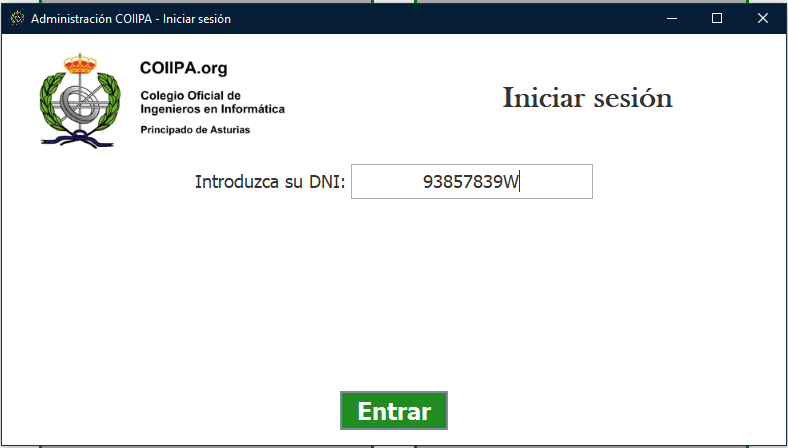 Administración COIIPA - Iniciar sesión
COIIPA.org
Colegio Oficial de
Ingenieros en Informática
Principado de Asturias
Iniciar sesión
Introduzca su DNI: 93857839W
Entrar